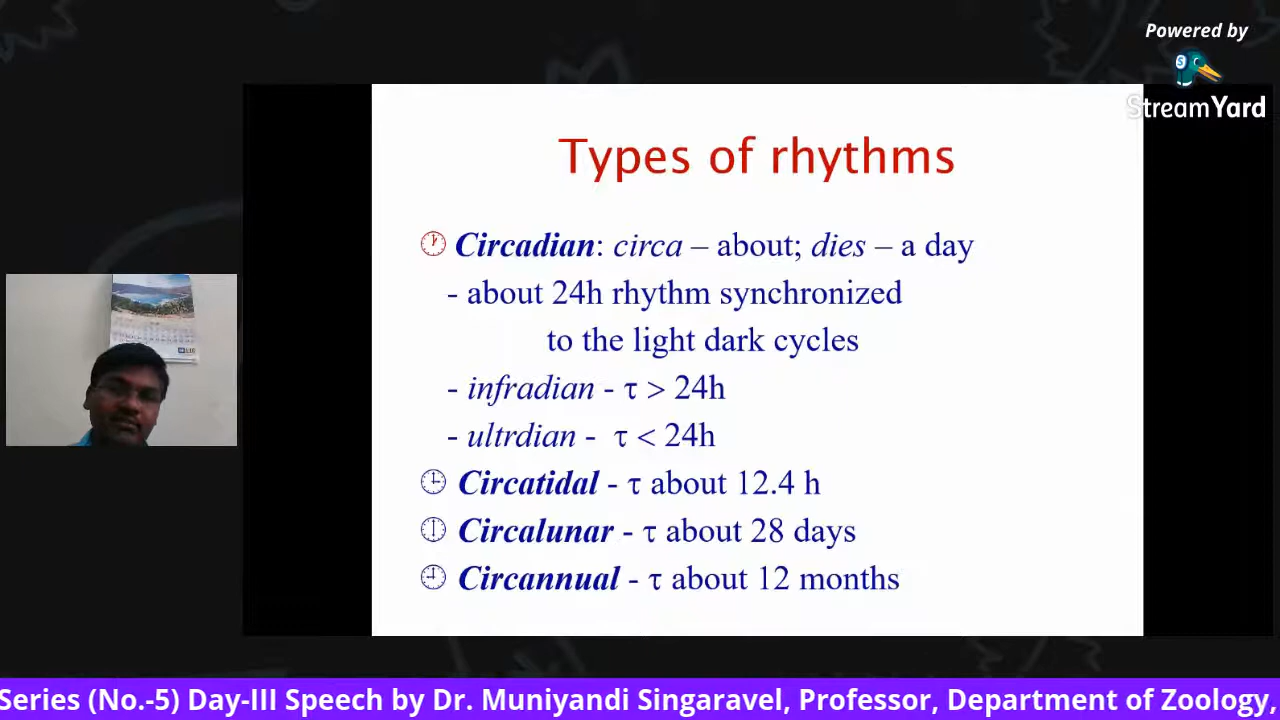 Powered by
StreamYard
Types of rhythms
Circadian: circa – about; dies – a day
- about 24h rhythm synchronized
to the light dark cycles
- infradian - τ > 24h
- ultrdian - τ < 24h
Circatidal - τ about 12.4 h
Circalunar - τ about 28 days
Circannual - τ about 12 months
Series (No.-5) Day-III Speech by Dr. Muniyandi Singaravel, Professor, Department of Zoology,